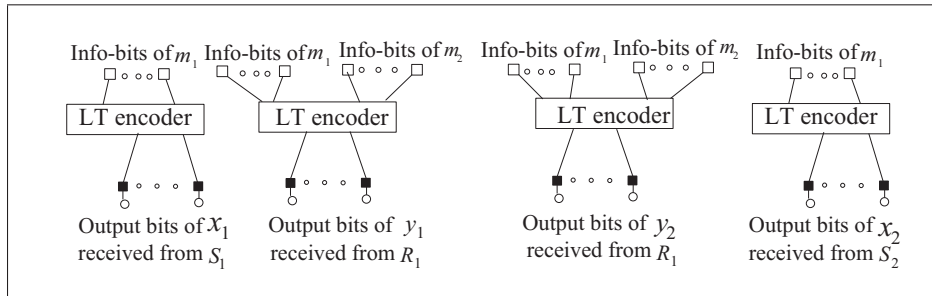 Info-bits of m1
Info-bits of m1
Info-bits of m2
Info-bits of m1
Info-bits of m2
Info-bits of m1
LT encoder
LT encoder
LT encoder
LT encoder
Output bits of x1
received from S1
Output bits of y1
received from R1
Output bits of y2
received from R1
Output bits of x2
received from S2